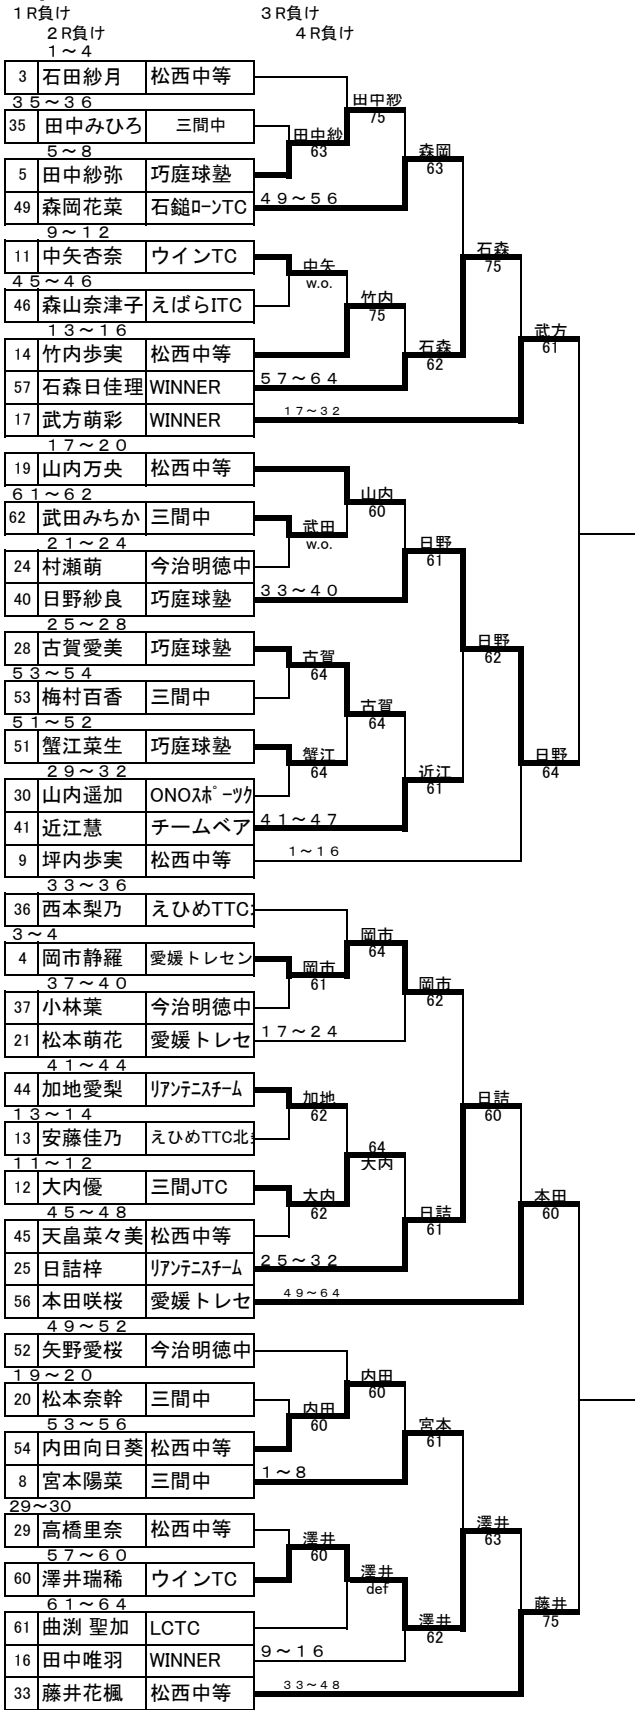 1R負け 3R負け
2R負け 4R負け
1～4
3 石田紗月 松西中等
田中紗
75
35～36
35 田中みひろ 三間中
田中紗
63
5～8
森岡
63
5 田中紗弥 巧庭球塾
49 森岡花菜 石鎚ローンTC 49～56
9～12
石森
75
11 中矢杏奈 ウインTC
中矢
w.o.
45～46
46 森山奈津子 えばらITC
竹内
75
13～16
武方
61
14 竹内歩実 松西中等
石森
62
57 石森日佳理 WINNER 57～64
17 武方萌彩 WINNER 17～32
17～20
19 山内万央 松西中等
山内
60
61～62
62 武田みちか 三間中
武田
w.o.
21～24
日野
61
24 村瀬萌 今治明徳中
40 日野紗良 巧庭球塾 33～40
25～28
日野
62
28 古賀愛美 巧庭球塾
古賀
64
53～54
53 梅村百香 三間中
古賀
64
51～52
51 蟹江菜生 巧庭球塾
蟹江
64
日野
64
29～32
近江
61
30 山内遥加 ONOスポーツク
41 近江慧 チームベア 41～47
9 坪内歩実 松西中等 1～16
33～36
36 西本梨乃 えひめTTC
岡市
64
3～4
4 岡市静羅 愛媛トレセン
岡市
61
37～40
岡市
62
37 小林葉 今治明徳中
21 松本萌花 愛媛トレセ 17～24
41～44
44 加地愛梨 リアンテニスチーム
加地
62
日詰
60
13～14
13 安藤佳乃 えひめTTC北
64
大内
11～12
12 大内優 三間JTC
大内
62
本田
60
45～48
45 天畠菜々美 松西中等
日詰
61
25 日詰梓 リアンテニスチーム 25～32
56 本田咲桜 愛媛トレセ 49～64
49～52
52 矢野愛桜 今治明徳中
内田
60
19～20
20 松本奈幹 三間中
内田
60
53～56
宮本
61
54 内田向日葵 松西中等
8 宮本陽菜 三間中 1～8
29～30
29 高橋里奈 松西中等
澤井
60
澤井
63
57～60
60 澤井瑞稀 ウインTC
澤井
def
61～64
藤井
75
61 曲渕 聖加 LCTC
澤井
62
16 田中唯羽 WINNER 9～16
33 藤井花楓 松西中等 33～48